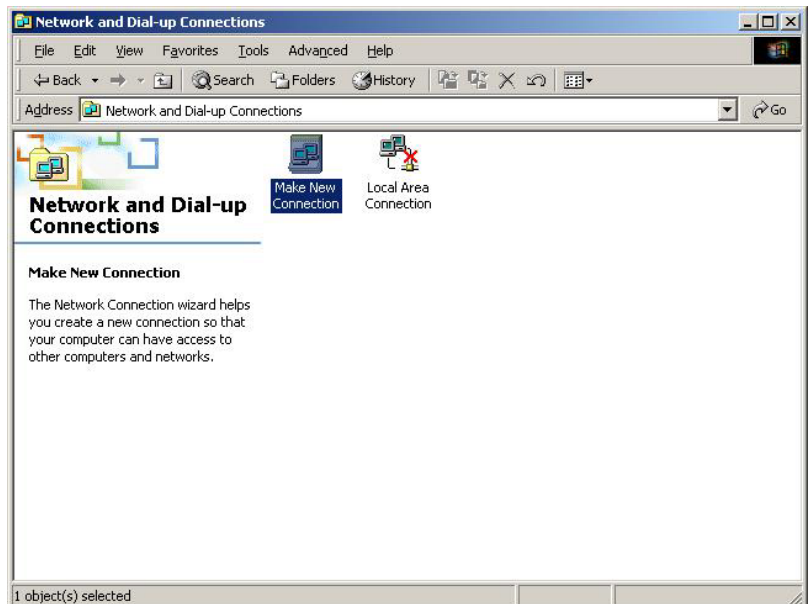 Network and Dial-up Connections
File Edit View Favorites Tools Advanced Help
Back Search Folders History
Address Network and Dial-up Connections Go
Make New
Connection
Local Area
Connection
Network and Dial-up
Connections
Make New Connection
The Network Connection wizard helps
you create a new connection so that
your computer can have access to
other computers and networks.
1 object(s) selected